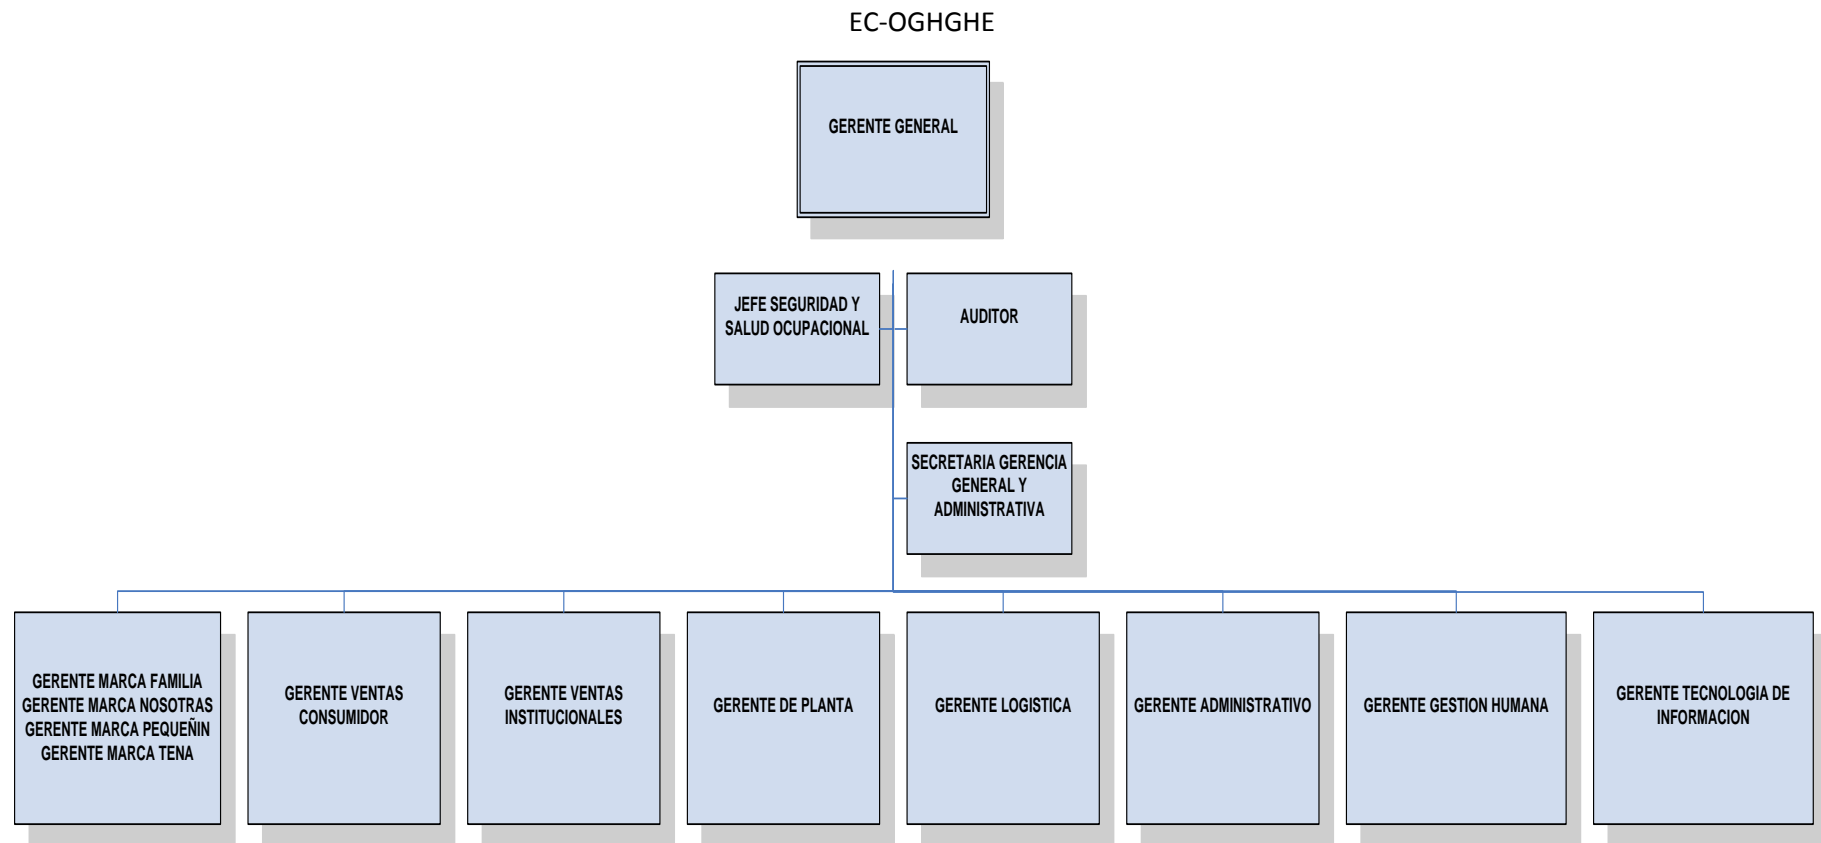 EC-OGHGHE
GERENTE GENERAL
JEFE SEGURIDAD Y
SALUD OCUPACIONAL
AUDITOR
SECRETARIA GERENCIA
GENERAL Y
ADMINISTRATIVA
GERENTE MARCA FAMILIA
GERENTE MARCA NOSOTRAS
GERENTE MARCA PEQUEÑIN
GERENTE MARCA TENA
GERENTE VENTAS
CONSUMIDOR
GERENTE VENTAS
INSTITUCIONALES
GERENTE DE PLANTA
GERENTE LOGISTICA
GERENTE ADMINISTRATIVO
GERENTE GESTION HUMANA
GERENTE TECNOLOGIA DE
INFORMACION